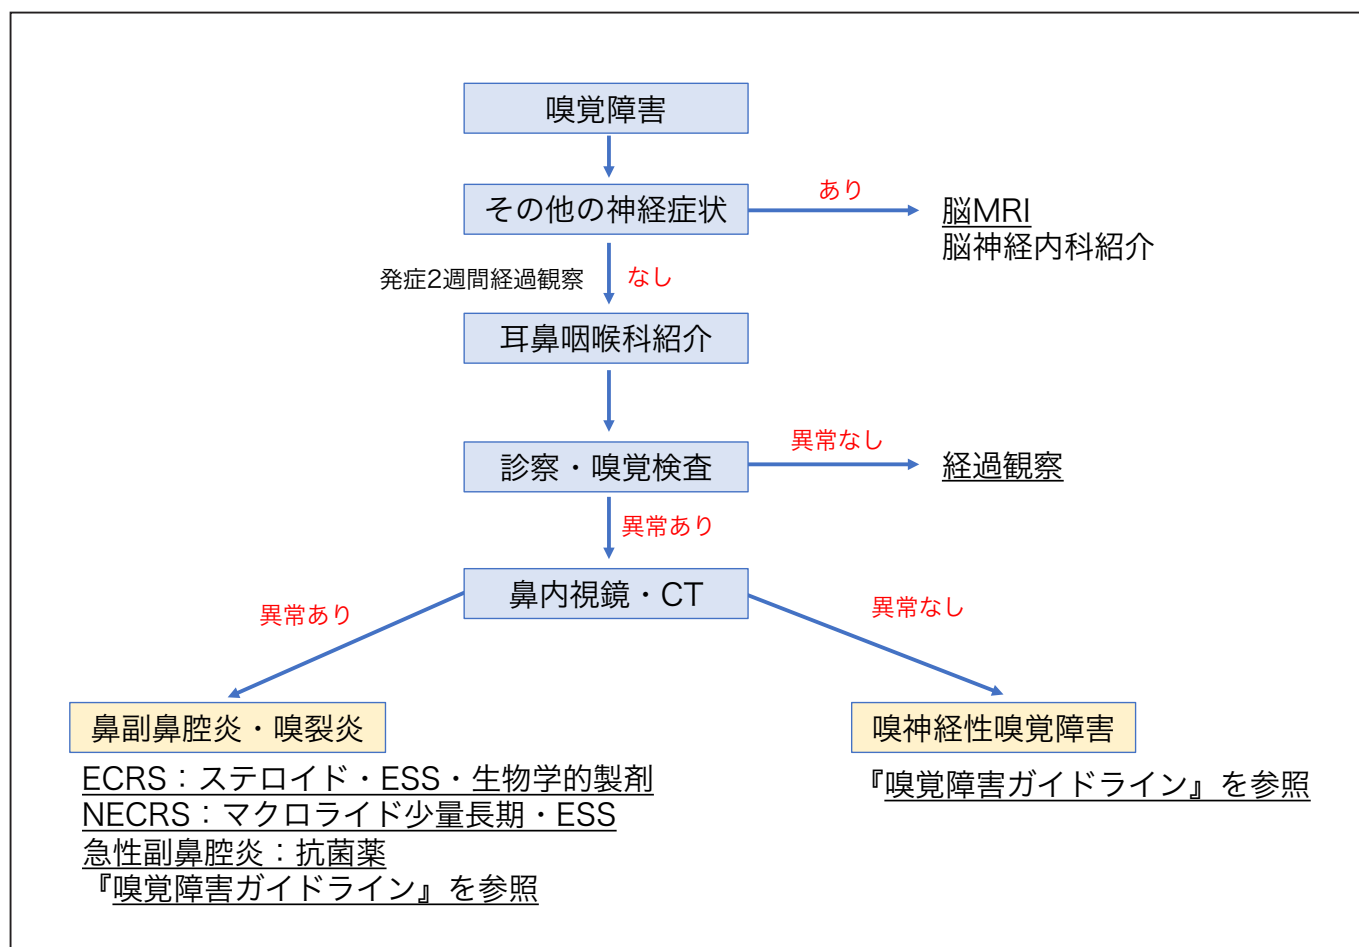 嗅覚障害
その他の神経症状
あり
脳MRI
脳神経内科紹介
発症2週間経過観察
なし
耳鼻咽喉科紹介
診察・嗅覚検査
異常なし
経過観察
異常あり
鼻内視鏡・CT
異常あり
異常なし
鼻副鼻腔炎・嗅裂炎
ECRS：ステロイド・ESS・生物学的製剤
NECRS：マクロライド少量長期・ESS
急性副鼻腔炎：抗菌薬
『嗅覚障害ガイドライン』を参照
嗅神経性嗅覚障害
『嗅覚障害ガイドライン』を参照